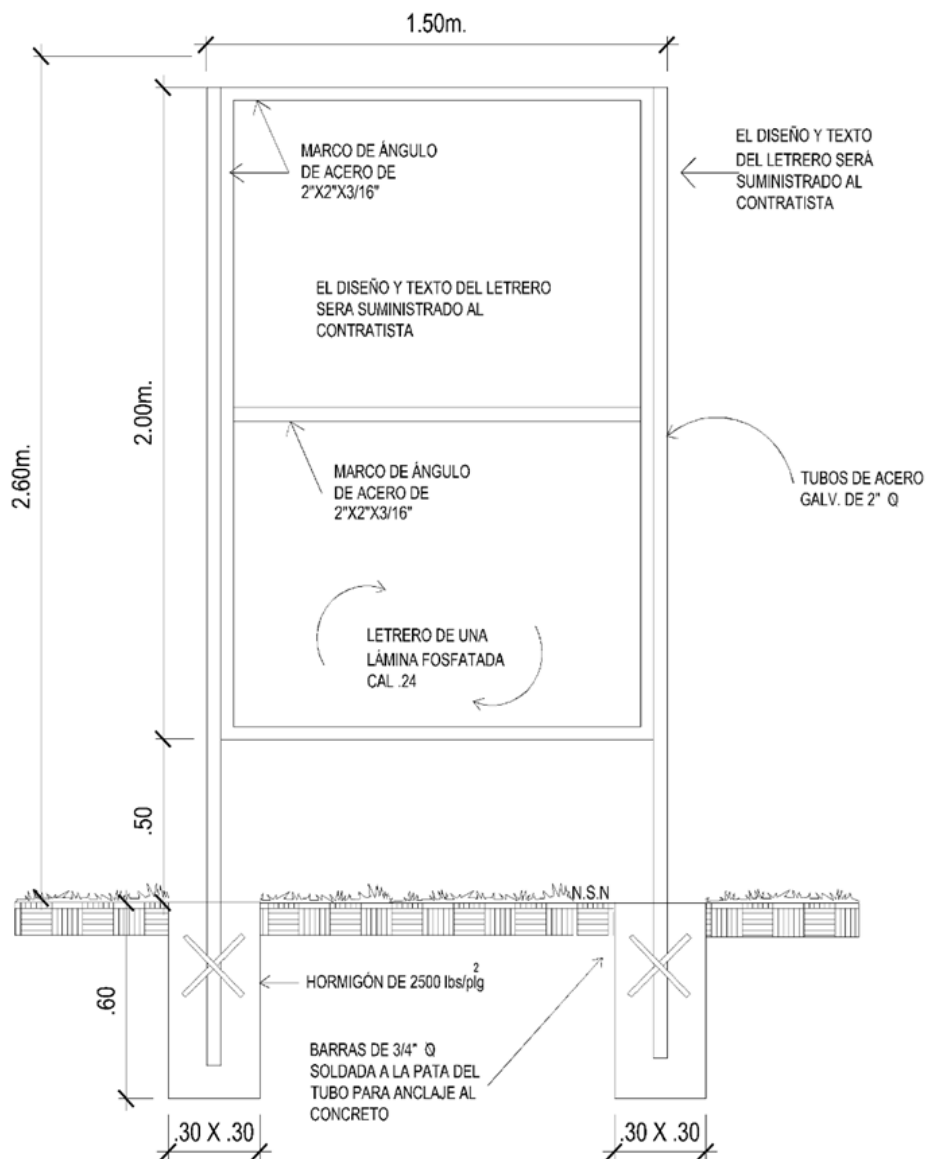 1.50m.
MARCO DE ÁNGULO
DE ACERO DE
2"X2"X3/16"
EL DISEÑO Y TEXTO
DEL LETRERO SERÁ
SUMINISTRADO AL
CONTRATISTA
EL DISEÑO Y TEXTO DEL LETRERO
SERA SUMINISTRADO AL
CONTRATISTA
2.00m.
2.60m.
MARCO DE ÁNGULO
DE ACERO DE
2"X2"X3/16"
TUBOS DE ACERO
GALV. DE 2" Q
LETRERO DE UNA
LÁMINA FOSFATADA
CAL .24
.50
N.S.N
HORMIGÓN DE 2500 lbs/plg²
.60
BARRAS DE 3/4" Q
SOLDADA A LA PATA DEL
TUBO PARA ANCLAJE AL
CONCRETO
.30 X .30
.30 X .30